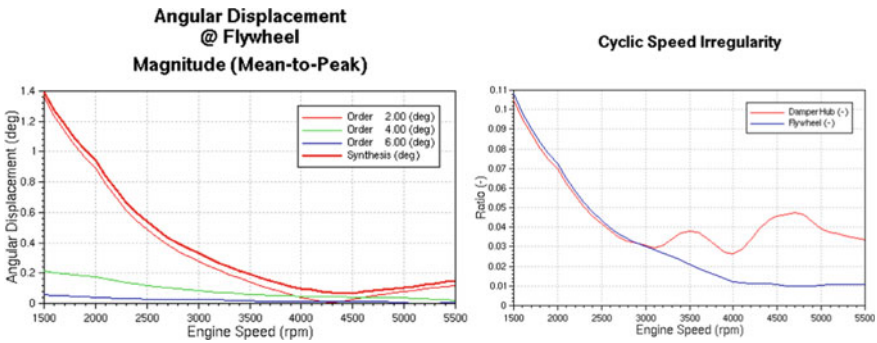 Angular Displacement
@ Flywheel
Magnitude (Mean-to-Peak)
1.4
1.2
1
0.8
0.6
0.4
0.2
0
Angular Displacement (deg)
Order 2.00 (deg)
Order 4.00 (deg)
Order 6.00 (deg)
Synthesis (deg)
1500 2000 2500 3000 3500 4000 4500 5000 5500
Engine Speed (rpm)
Cyclic Speed Irregularity
0.11
0.10
0.09
0.08
0.07
0.06
0.05
0.04
0.03
0.02
0.01
0
Ratio (-)
DamperHub (-)
Flywheel (-)
1500 2000 2500 3000 3500 4000 4500 5000 5500
Engine Speed (rpm)